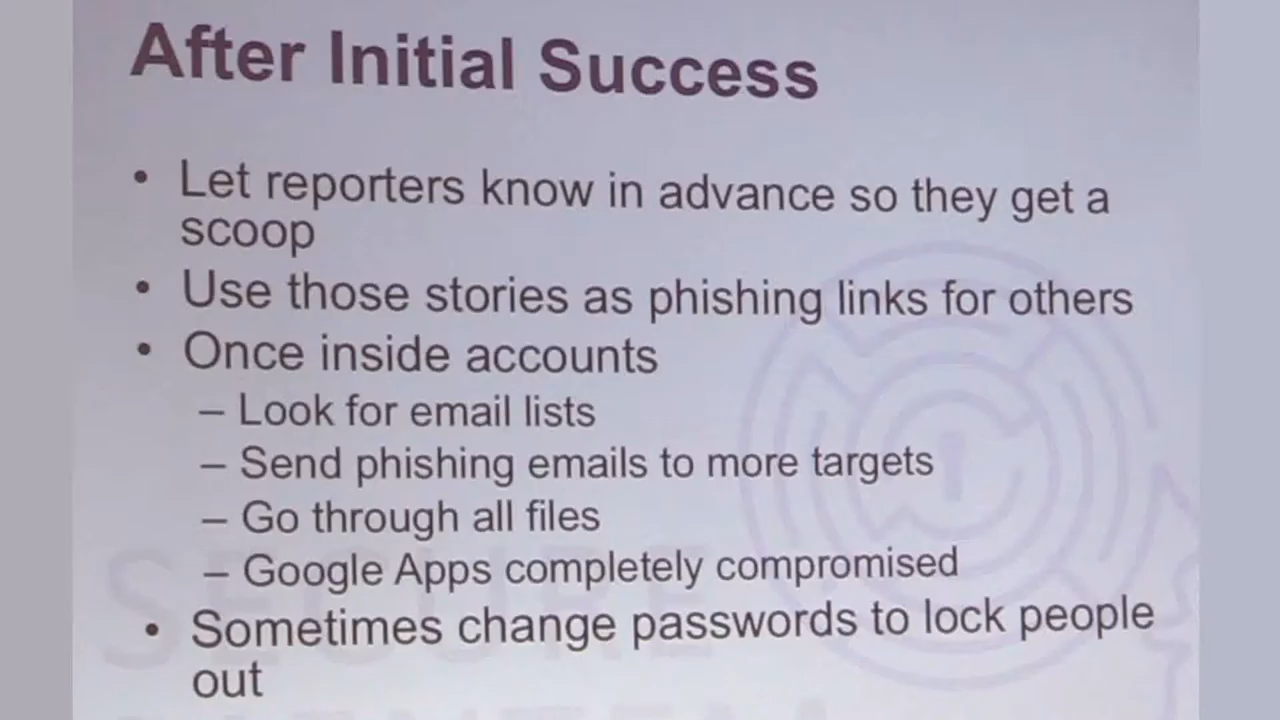 After Initial Success
• Let reporters know in advance so they get a
scoop
• Use those stories as phishing links for others
• Once inside accounts
– Look for email lists
– Send phishing emails to more targets
– Go through all files
– Google Apps completely compromised
SECURE
• Sometimes change passwords to lock people
out